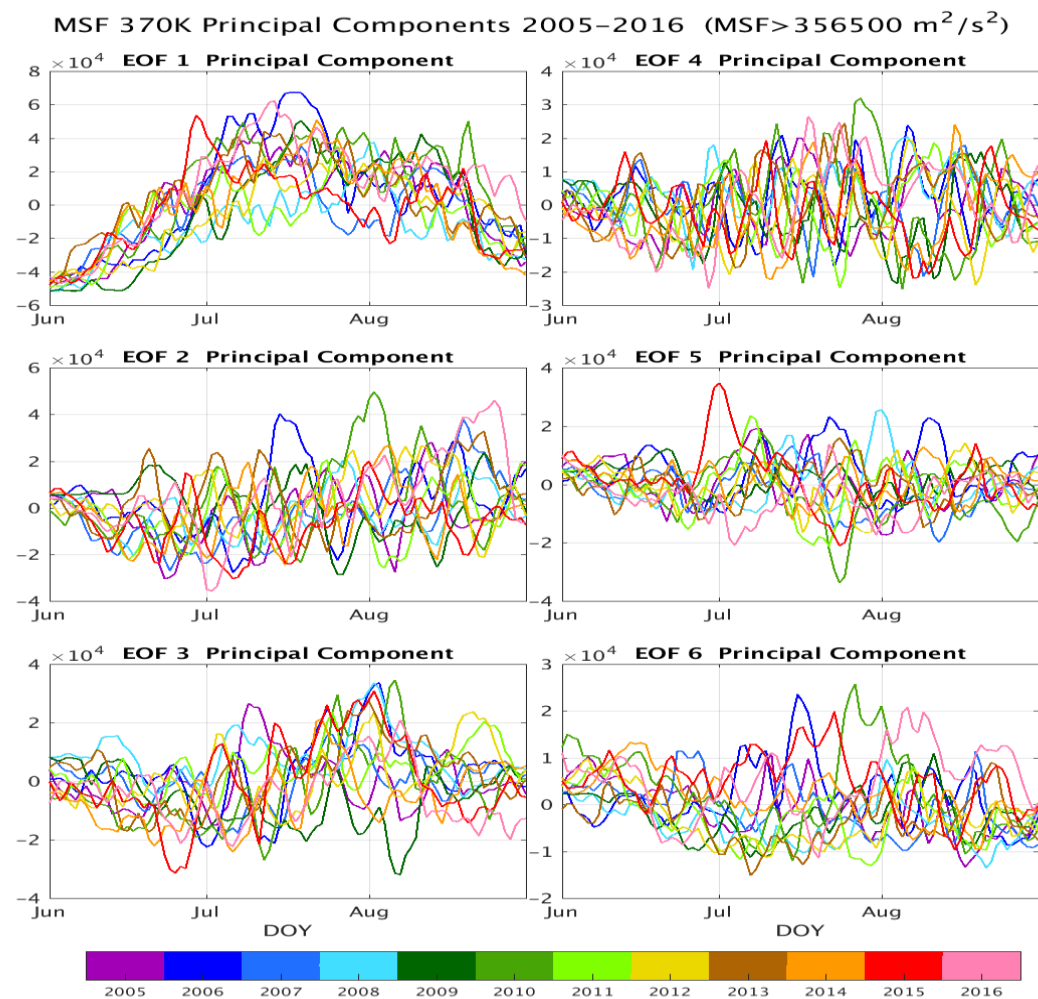 MSF 370K Principal Components 2005–2016 (MSF>356500 m²/s²)
×10⁴ EOF 1 Principal Component
8
6
4
2
0
−2
−4
−6
Jun Jul Aug
DOY
×10⁴ EOF 4 Principal Component
4
3
2
1
0
−1
−2
−3
Jun Jul Aug
×10⁴ EOF 2 Principal Component
6
4
2
0
−2
−4
Jun Jul Aug
×10⁴ EOF 5 Principal Component
4
2
0
−2
−4
Jun Jul Aug
×10⁴ EOF 3 Principal Component
4
2
0
−2
−4
Jun Jul Aug
DOY
×10⁴ EOF 6 Principal Component
3
2
1
0
−1
−2
Jun Jul Aug
DOY
2005 2006 2007 2008 2009 2010 2011 2012 2013 2014 2015 2016